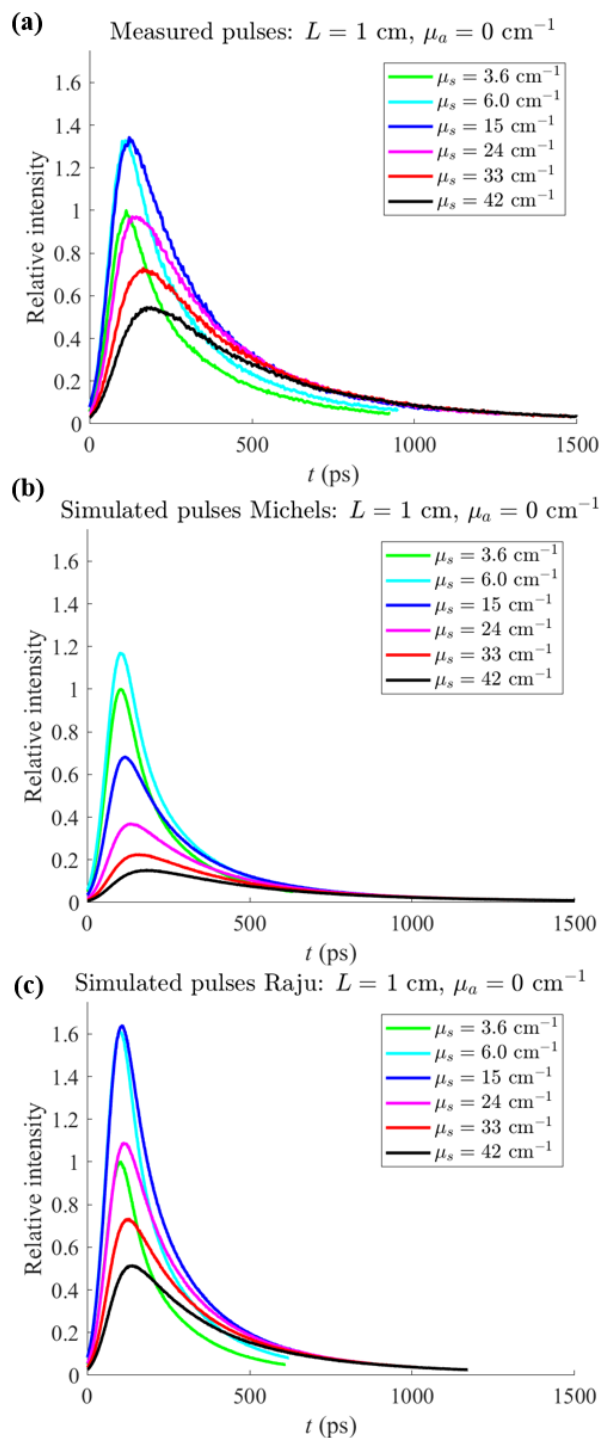 (a)
Measured pulses: L = 1 cm, μₐ = 0 cm⁻¹
1.6
1.4
1.2
1
0.8
0.6
0.4
0.2
0
Relative intensity
μₛ = 3.6 cm⁻¹
μₛ = 6.0 cm⁻¹
μₛ = 15 cm⁻¹
μₛ = 24 cm⁻¹
μₛ = 33 cm⁻¹
μₛ = 42 cm⁻¹
0 500 1000 1500
t (ps)
(b)
Simulated pulses Michels: L = 1 cm, μₐ = 0 cm⁻¹
1.6
1.4
1.2
1
0.8
0.6
0.4
0.2
0
Relative intensity
μₛ = 3.6 cm⁻¹
μₛ = 6.0 cm⁻¹
μₛ = 15 cm⁻¹
μₛ = 24 cm⁻¹
μₛ = 33 cm⁻¹
μₛ = 42 cm⁻¹
0 500 1000 1500
t (ps)
(c)
Simulated pulses Raju: L = 1 cm, μₐ = 0 cm⁻¹
1.6
1.4
1.2
1
0.8
0.6
0.4
0.2
0
Relative intensity
μₛ = 3.6 cm⁻¹
μₛ = 6.0 cm⁻¹
μₛ = 15 cm⁻¹
μₛ = 24 cm⁻¹
μₛ = 33 cm⁻¹
μₛ = 42 cm⁻¹
0 500 1000 1500
t (ps)